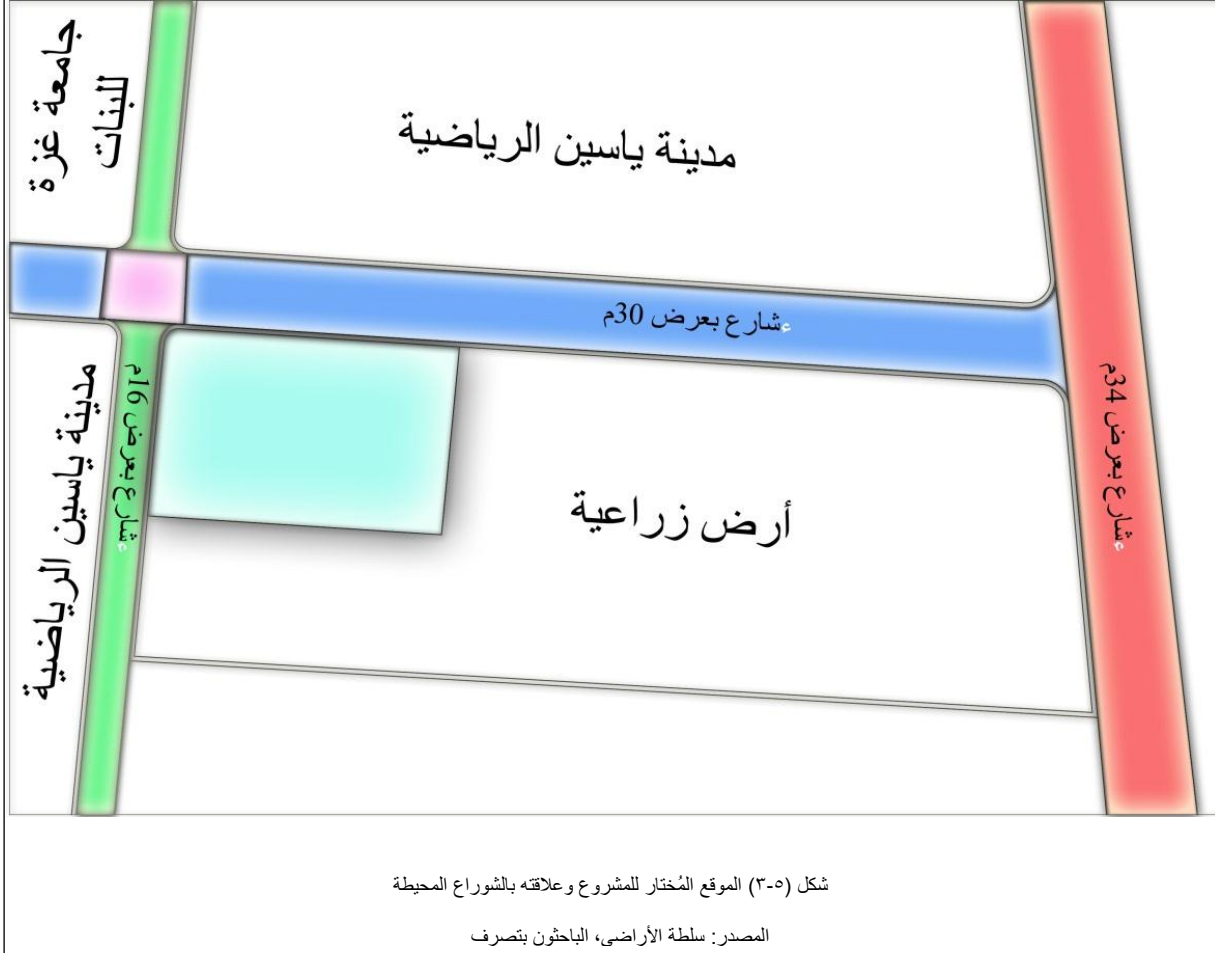 جامعة غزة
للبنات
مدينة ياسين الرياضية
شارع بعرض 30م
شارع بعرض 34م
شارع بعرض 16م
مدينة ياسين الرياضية
أرض زراعية
شكل (٥-٣) الموقع المُختار للمشروع وعلاقته بالشوراع المحيطة
المصدر: سلطة الأراضي، الباحثون بتصرف